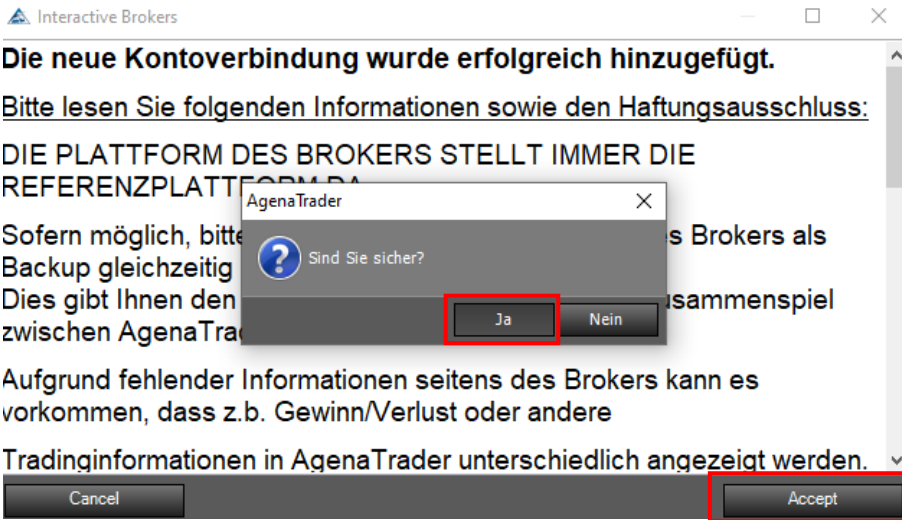 Interactive Brokers
Die neue Kontoverbindung wurde erfolgreich hinzugefügt.
Bitte lesen Sie folgenden Informationen sowie den Haftungsausschluss:
DIE PLATTFORM DES BROKERS STELLT IMMER DIE
REFERENZPLATTFORM DA
AgenaTrader
Sofern möglich, bitte s Brokers als
Sind Sie sicher?
Backup gleichzeitig
Dies gibt Ihnen den usammenspiel
Ja Nein
zwischen AgenaTrad
Aufgrund fehlender Informationen seitens des Brokers kann es
vorkommen, dass z.b. Gewinn/Verlust oder andere
Tradinginformationen in AgenaTrader unterschiedlich angezeigt werden.
Cancel Accept